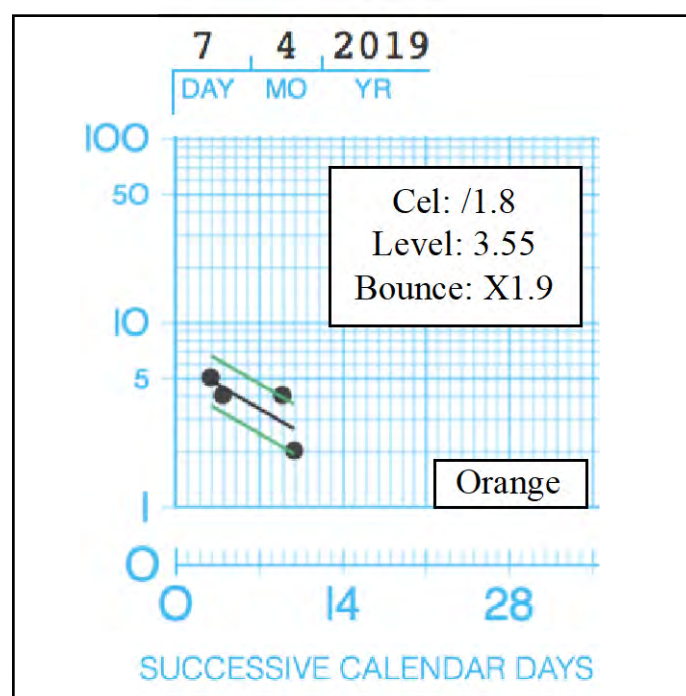 7 4 2019
DAY MO YR
100
50
Cel: /1.8
Level: 3.55
Bounce: X1.9
10
5
Orange
1
0
0 14 28
SUCCESSIVE CALENDAR DAYS